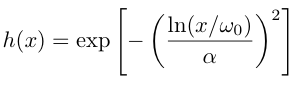 h(x) = exp[−(ln(x/ω₀)/α)²]